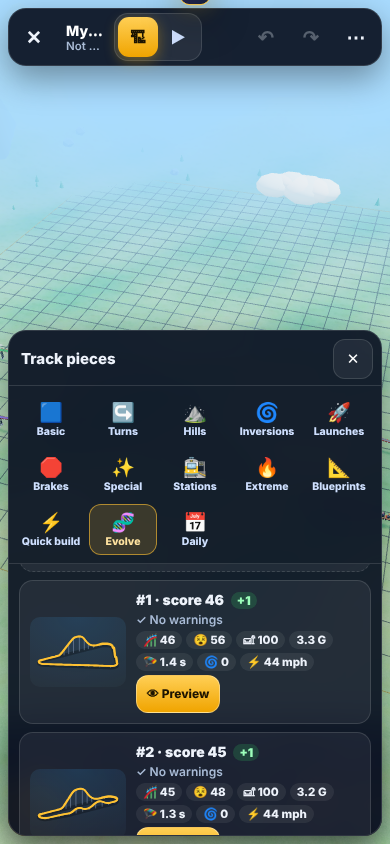 My...
Not ...
Track pieces
Basic
Turns
Hills
Inversions
Launches
Brakes
Special
Stations
Extreme
Blueprints
Quick build
Evolve
Daily
#1 · score 46 +1
✓ No warnings
46 56 100 3.3 G
1.4 s 0 44 mph
Preview
#2 · score 45 +1
✓ No warnings
45 48 100 3.2 G
1.3 s 0 44 mph